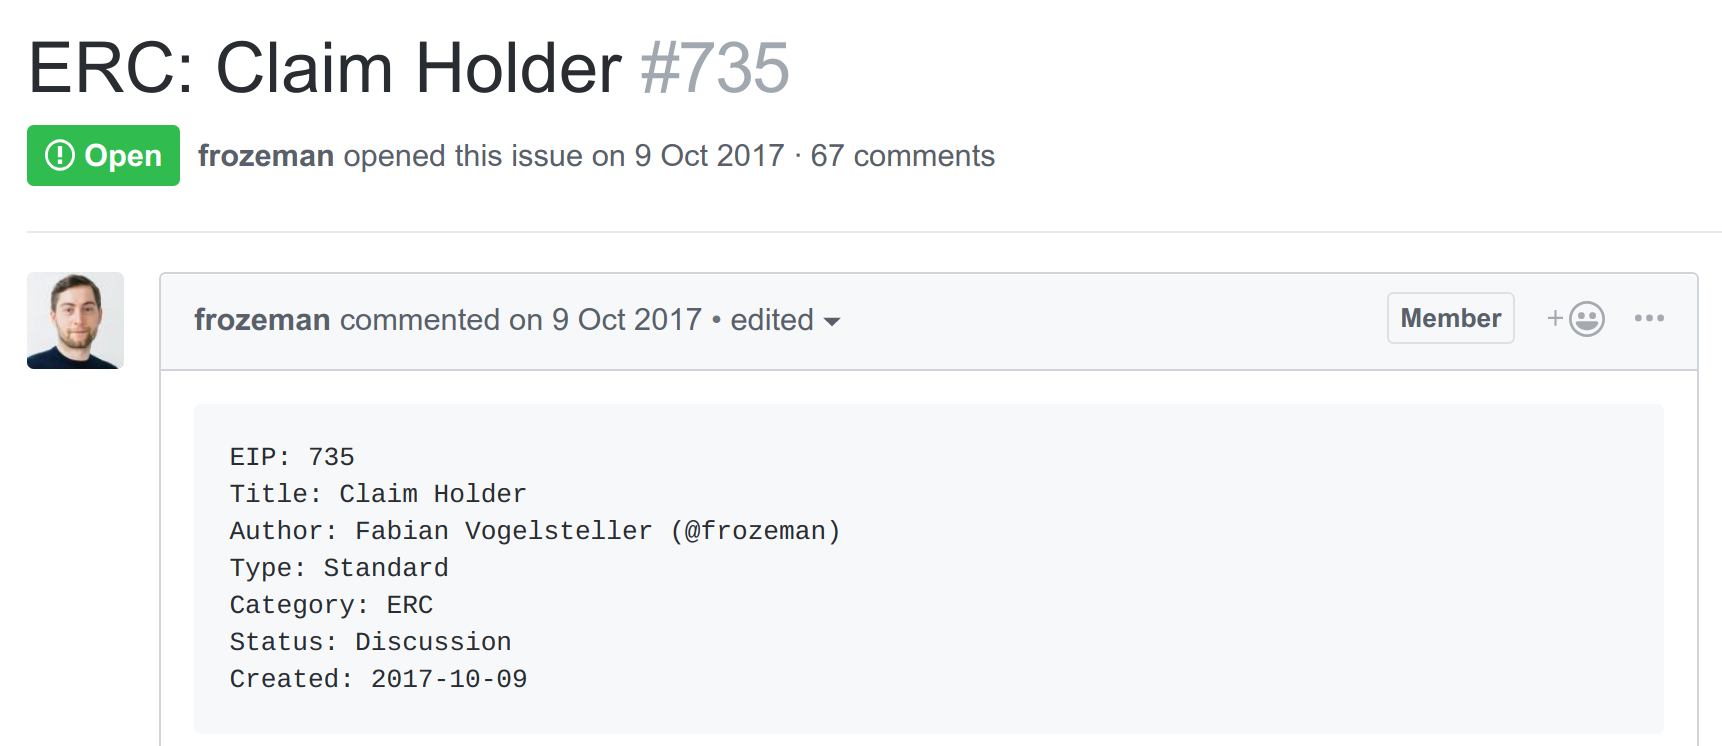 ERC: Claim Holder #735
Open frozeman opened this issue on 9 Oct 2017 · 67 comments
frozeman commented on 9 Oct 2017 • edited Member
EIP: 735
Title: Claim Holder
Author: Fabian Vogelsteller (@frozeman)
Type: Standard
Category: ERC
Status: Discussion
Created: 2017-10-09